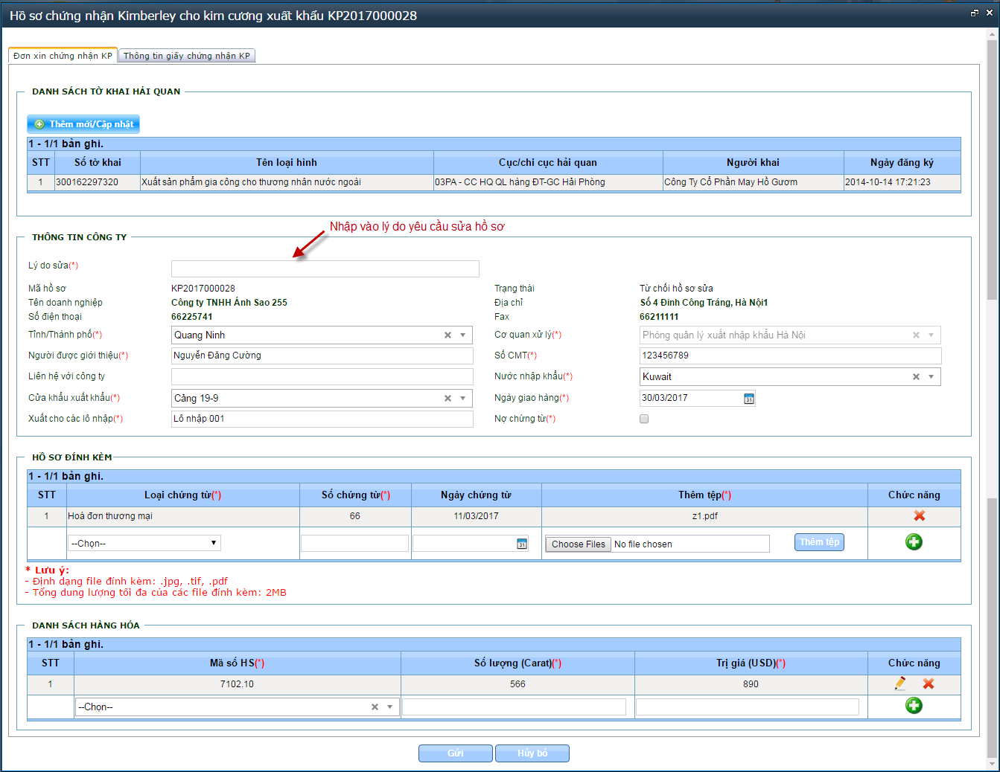 Hồ sơ chứng nhận Kimberley cho kim cương xuất khẩu KP2017000028
Đơn xin chứng nhận KP
Thông tin giấy chứng nhận KP
DANH SÁCH TỜ KHAI HẢI QUAN
Thêm mới/Cập nhật
1 - 1/1 bản ghi.
STT Số tờ khai Tên loại hình Cục/chi cục hải quan Người khai Ngày đăng ký
1 300162297320 Xuất sản phẩm gia công cho thương nhân nước ngoài 03PA - CC HQ QL hàng ĐT-GC Hải Phòng Công Ty Cổ Phần May Hồ Gươm 2014-10-14 17:21:23
Nhập vào lý do yêu cầu sửa hồ sơ
THÔNG TIN CÔNG TY
Lý do sửa(*)
Mã hồ sơ KP2017000028 Trạng thái Từ chối hồ sơ sửa
Tên doanh nghiệp Công ty TNHH Ánh Sao 255 Địa chỉ Số 4 Đinh Công Tráng, Hà Nội1
Số điện thoại 66225741 Fax 66211111
Tỉnh/Thành phố(*) Quang Ninh Cơ quan xử lý(*) Phòng quản lý xuất nhập khẩu Hà Nội
Người được giới thiệu(*) Nguyễn Đăng Cường Số CMT(*) 123456789
Liên hệ với công ty Nước nhập khẩu(*) Kuwait
Cửa khẩu xuất khẩu(*) Cảng 19-9 Ngày giao hàng(*) 30/03/2017
31
Xuất cho các lô nhập(*) Lô nhập 001 Nợ chứng từ(*)
HỒ SƠ ĐÍNH KÈM
1 - 1/1 bản ghi.
STT Loại chứng từ(*) Số chứng từ(*) Ngày chứng từ Thêm tệp(*) Chức năng
1 Hoá đơn thương mại 66 11/03/2017 z1.pdf
--Chọn-- 31 Choose Files No file chosen Thêm tệp
* Lưu ý:
- Định dạng file đính kèm: .jpg, .tif, .pdf
- Tổng dung lượng tối đa của các file đính kèm: 2MB
DANH SÁCH HÀNG HÓA
1 - 1/1 bản ghi.
STT Mã số HS(*) Số lượng (Carat)(*) Trị giá (USD)(*) Chức năng
1 7102.10 566 890
--Chọn--
Gửi Hủy bỏ